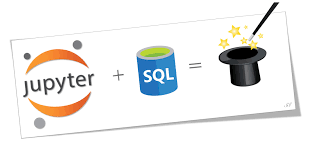 jupyter + SQL =